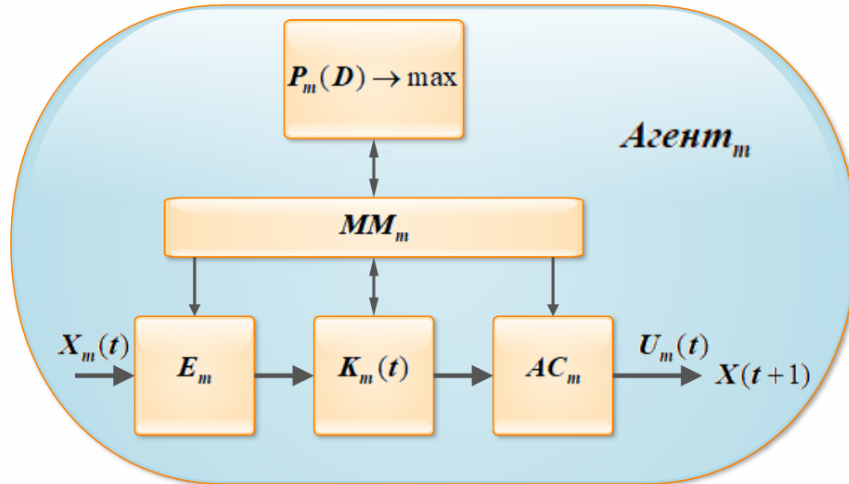 P_m(D) → max
Агент_m
MM_m
X_m(t)
E_m
K_m(t)
AC_m
U_m(t)
X(t+1)